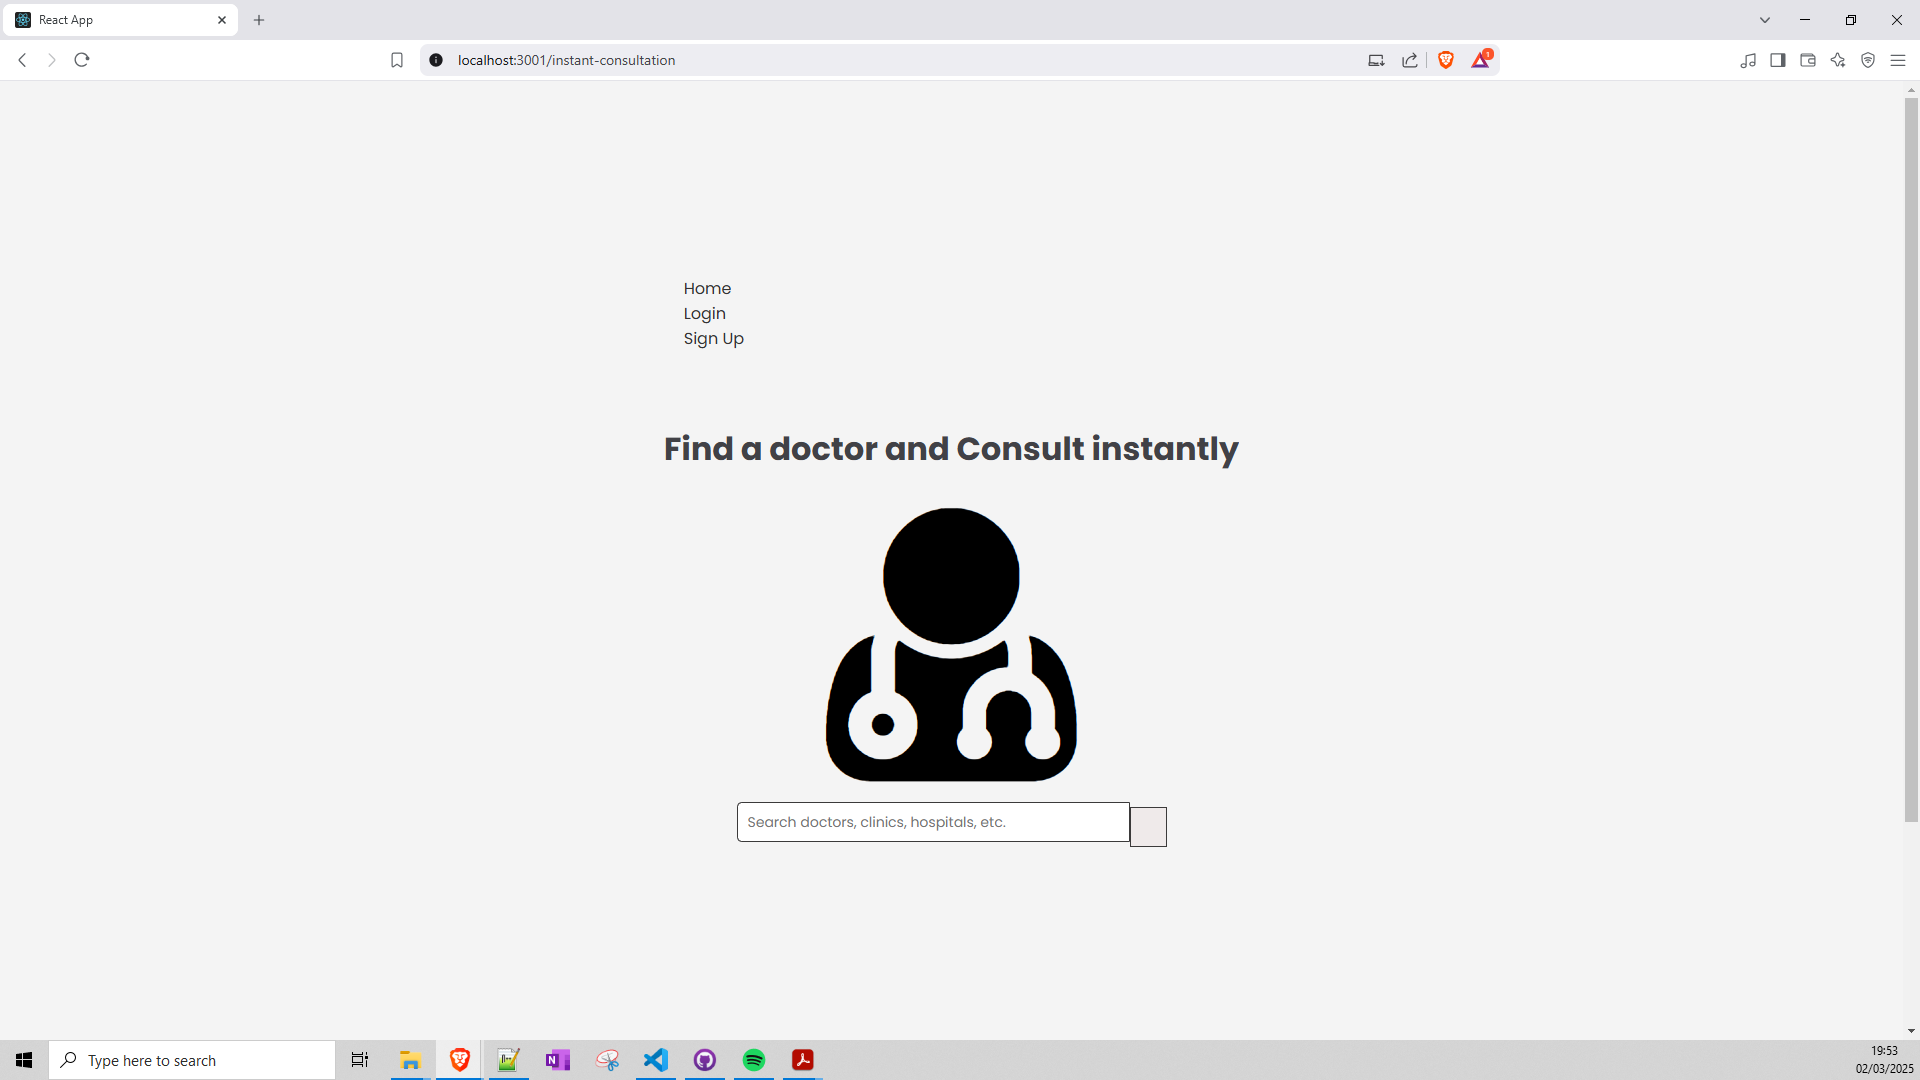 React App
localhost:3001/instant-consultation
1
Home
Login
Sign Up
Find a doctor and Consult instantly
Search doctors, clinics, hospitals, etc.
Type here to search
N
19:53
02/03/2025